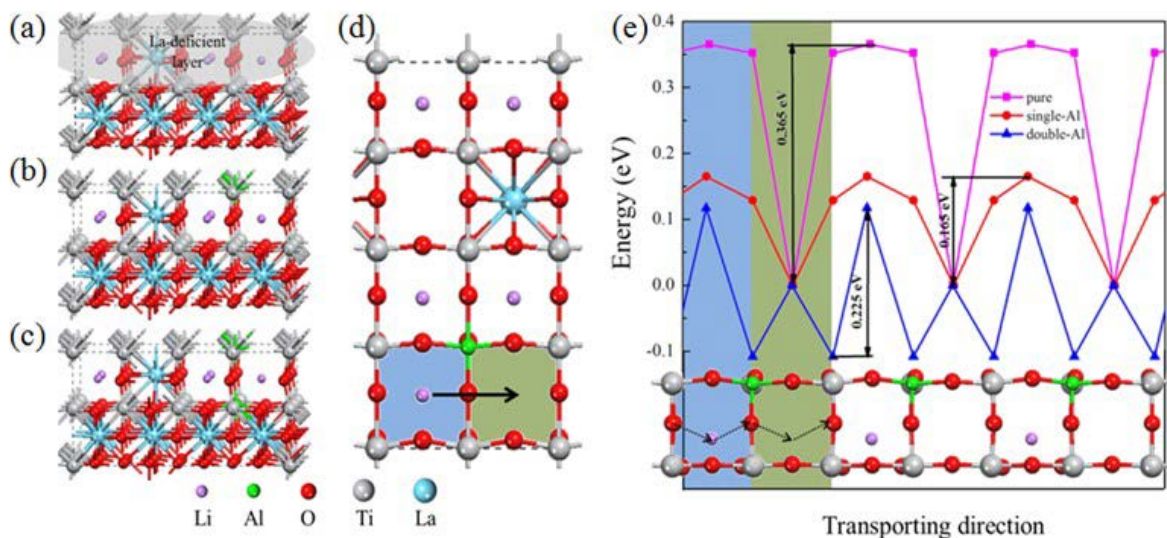 (a)
La-deficient
layer
(b)
(c)
Li
Al
O
Ti
La
(d)
(e)
0.4
0.3
0.2
0.1
0.0
-0.1
Energy (eV)
0.365 eV
pure
single-Al
double-Al
0.165 eV
0.225 eV
Transporting direction